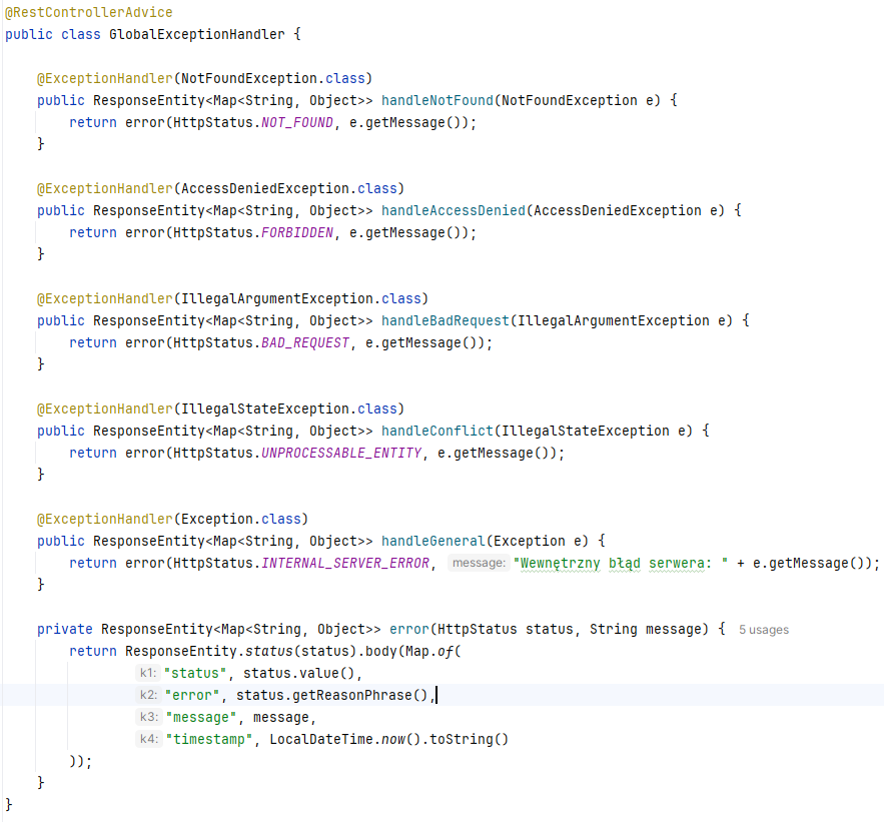 @RestControllerAdvice
public class GlobalExceptionHandler {
@ExceptionHandler(NotFoundException.class)
public ResponseEntity<Map<String, Object>> handleNotFound(NotFoundException e) {
return error(HttpStatus.NOT_FOUND, e.getMessage());
}
@ExceptionHandler(AccessDeniedException.class)
public ResponseEntity<Map<String, Object>> handleAccessDenied(AccessDeniedException e) {
return error(HttpStatus.FORBIDDEN, e.getMessage());
}
@ExceptionHandler(IllegalArgumentException.class)
public ResponseEntity<Map<String, Object>> handleBadRequest(IllegalArgumentException e) {
return error(HttpStatus.BAD_REQUEST, e.getMessage());
}
@ExceptionHandler(IllegalStateException.class)
public ResponseEntity<Map<String, Object>> handleConflict(IllegalStateException e) {
return error(HttpStatus.UNPROCESSABLE_ENTITY, e.getMessage());
}
@ExceptionHandler(Exception.class)
public ResponseEntity<Map<String, Object>> handleGeneral(Exception e) {
return error(HttpStatus.INTERNAL_SERVER_ERROR, message: "Wewnętrzny błąd serwera: " + e.getMessage());
}
private ResponseEntity<Map<String, Object>> error(HttpStatus status, String message) { 5 usages
return ResponseEntity.status(status).body(Map.of(
k1: "status", status.value(),
k2: "error", status.getReasonPhrase(),
k3: "message", message,
k4: "timestamp", LocalDateTime.now().toString()
));
}
}